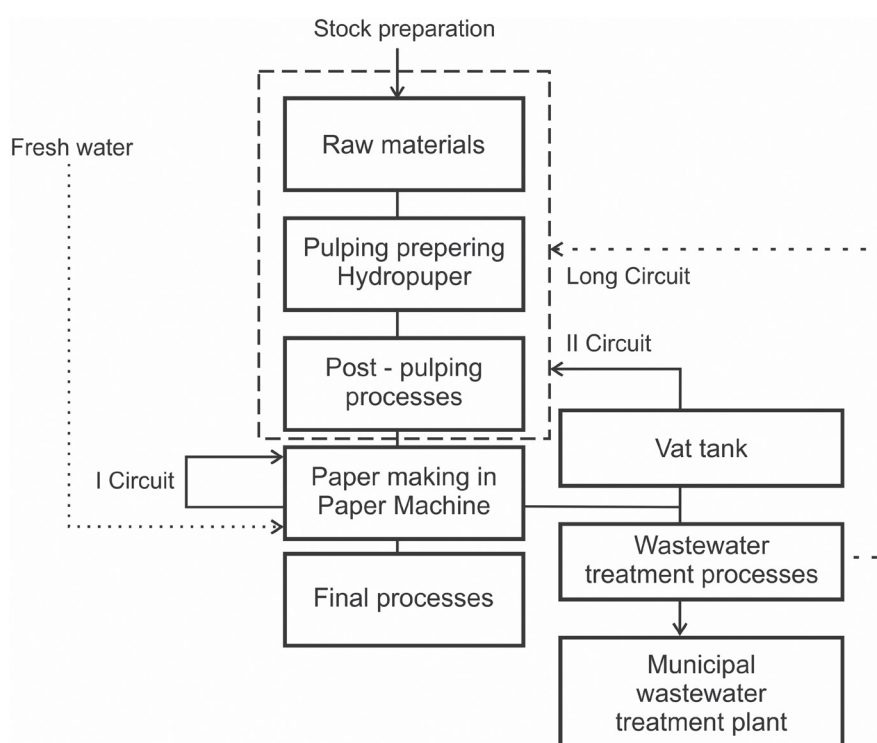 Stock preparation
Raw materials
Fresh water
Pulping prepering
Hydropuper
Long Circuit
II Circuit
Post - pulping
processes
Vat tank
I Circuit
Paper making in
Paper Machine
Wastewater
treatment processes
Final processes
Municipal
wastewater
treatment plant